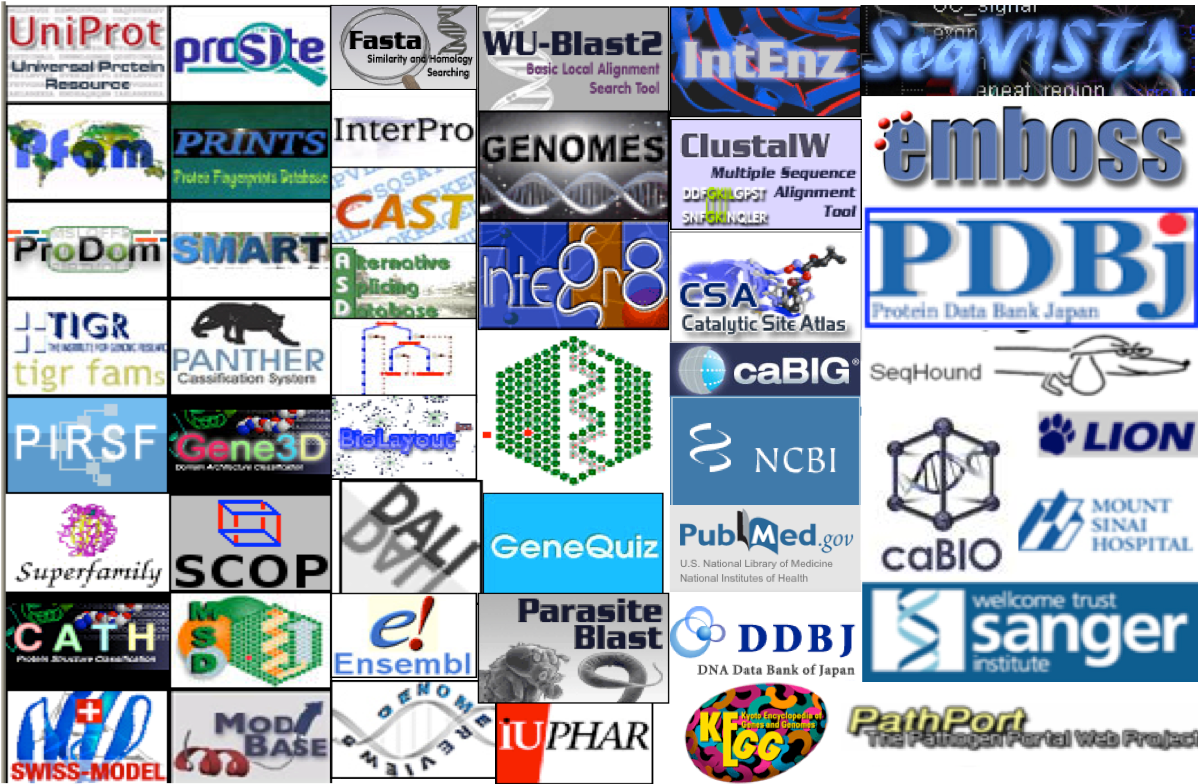 UniProt
Universal Protein
Resource
proSite
Fasta
Similarity and Homology
Searching
WU-Blast2
Basic Local Alignment
Search Tool
IntEnz
SRS
Pfam
PRINTS
Protein Fingerprints Database
InterPro
GENOMES
ClustalW
Multiple Sequence
Alignment
Tool
DDFGKILGPST
SNFGKINQLER
emboss
CAST
ProDom
SMART
Alternative
Splicing
Database
Integr8
CSA
Catalytic Site Atlas
PDBj
Protein Data Bank Japan
TIGR
THE INSTITUTE FOR GENOMIC RESEARCH
tigr fams
PANTHER
Classification System
caBIG®
SeqHound
PIRSF
Gene3D
Domain Architecture Classification
BioLayout
NCBI
LION
caBIO
MOUNT
SINAI
HOSPITAL
Superfamily
SCOP
DALI
GeneQuiz
PubMed.gov
U.S. National Library of Medicine
National Institutes of Health
CATH
Protein Structure Classification
MSD
e!
Ensembl
Parasite
Blast
DDBJ
DNA Data Bank of Japan
wellcome trust
sanger
institute
SWISS-MODEL
MODBASE
GENOME REVIEWS
iUPHAR
KEGG
Kyoto Encyclopedia of
Genes and Genomes
PathPort
The Pathogen Portal Web Project